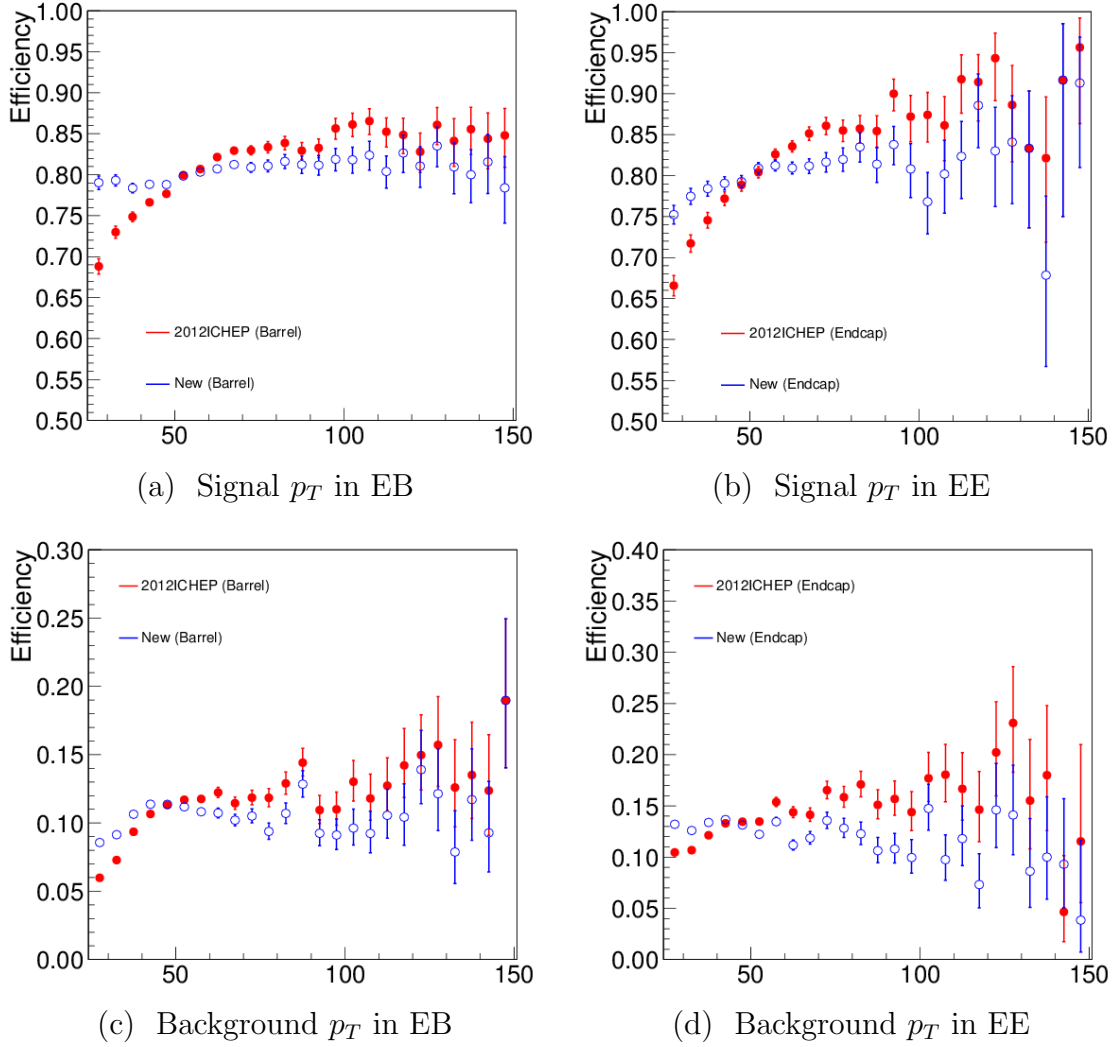 Efficiency
1.00
0.95
0.90
0.85
0.80
0.75
0.70
0.65
0.60
0.55
0.50
2012ICHEP (Barrel)
New (Barrel)
50 100 150
(a) Signal p_T in EB
Efficiency
1.00
0.95
0.90
0.85
0.80
0.75
0.70
0.65
0.60
0.55
0.50
2012ICHEP (Endcap)
New (Endcap)
50 100 150
(b) Signal p_T in EE
Efficiency
0.30
0.25
0.20
0.15
0.10
0.05
0.00
2012ICHEP (Barrel)
New (Barrel)
50 100 150
(c) Background p_T in EB
Efficiency
0.40
0.35
0.30
0.25
0.20
0.15
0.10
0.05
0.00
2012ICHEP (Endcap)
New (Endcap)
50 100 150
(d) Background p_T in EE